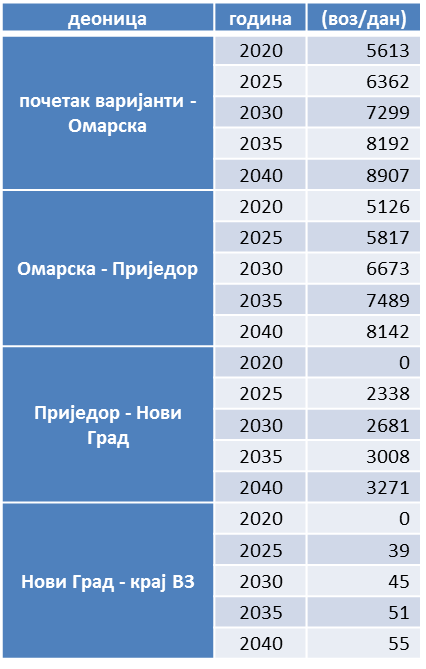 деоница година (воз/дан)
почетак варијанти -
Омарска
2020 5613
2025 6362
2030 7299
2035 8192
2040 8907
Омарска - Приједор
2020 5126
2025 5817
2030 6673
2035 7489
2040 8142
Приједор - Нови
Град
2020 0
2025 2338
2030 2681
2035 3008
2040 3271
Нови Град - крај ВЗ
2020 0
2025 39
2030 45
2035 51
2040 55